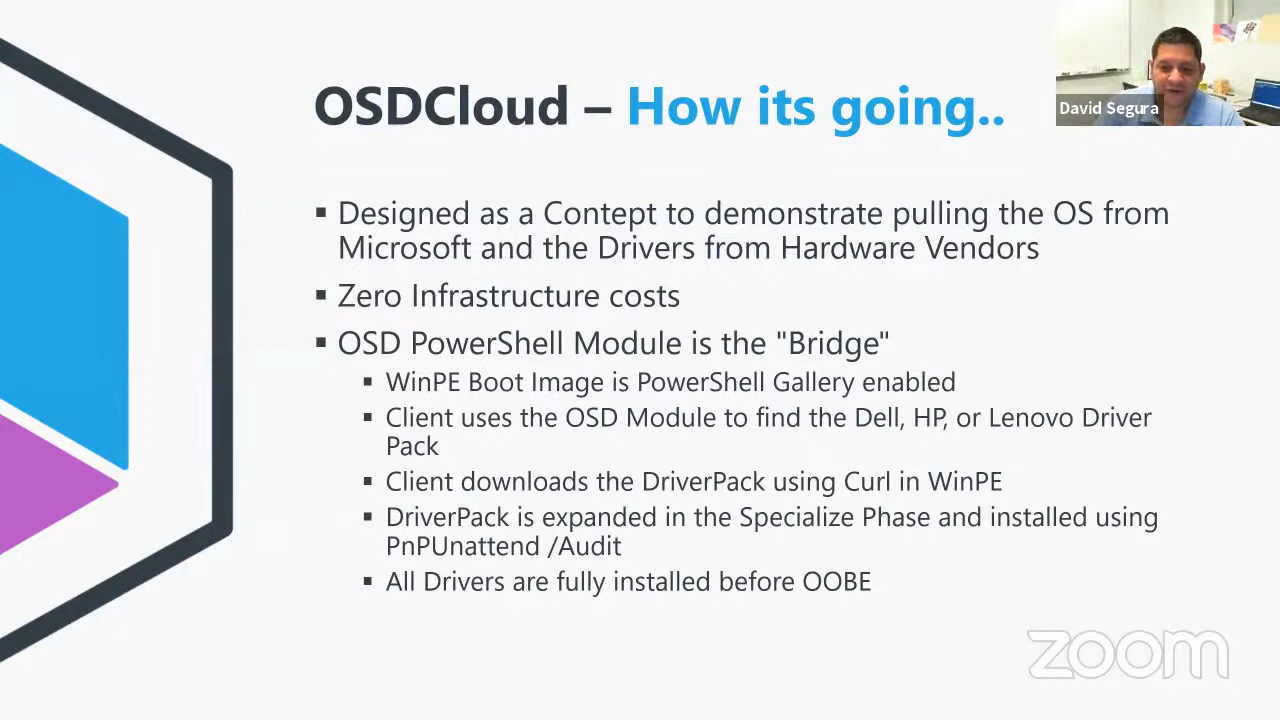 OSDCloud – How its going..
David Segura
▪ Designed as a Contept to demonstrate pulling the OS from
Microsoft and the Drivers from Hardware Vendors
▪ Zero Infrastructure costs
▪ OSD PowerShell Module is the "Bridge"
▪ WinPE Boot Image is PowerShell Gallery enabled
▪ Client uses the OSD Module to find the Dell, HP, or Lenovo Driver
Pack
▪ Client downloads the DriverPack using Curl in WinPE
▪ DriverPack is expanded in the Specialize Phase and installed using
PnPUnattend /Audit
▪ All Drivers are fully installed before OOBE
zoom